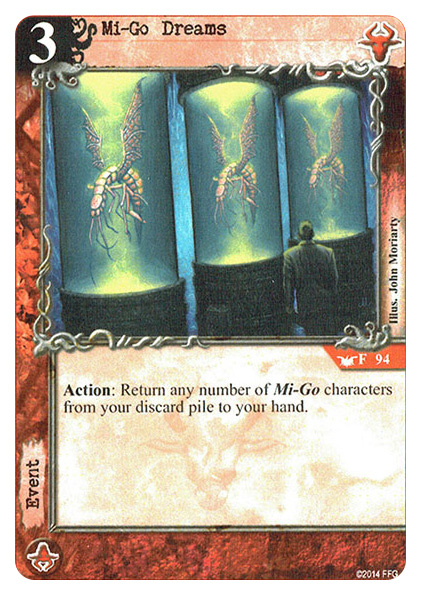 3
Mi-Go Dreams
Illus. John Moriarty
F 94
Action: Return any number of Mi-Go characters
from your discard pile to your hand.
Event
©2014 FFG